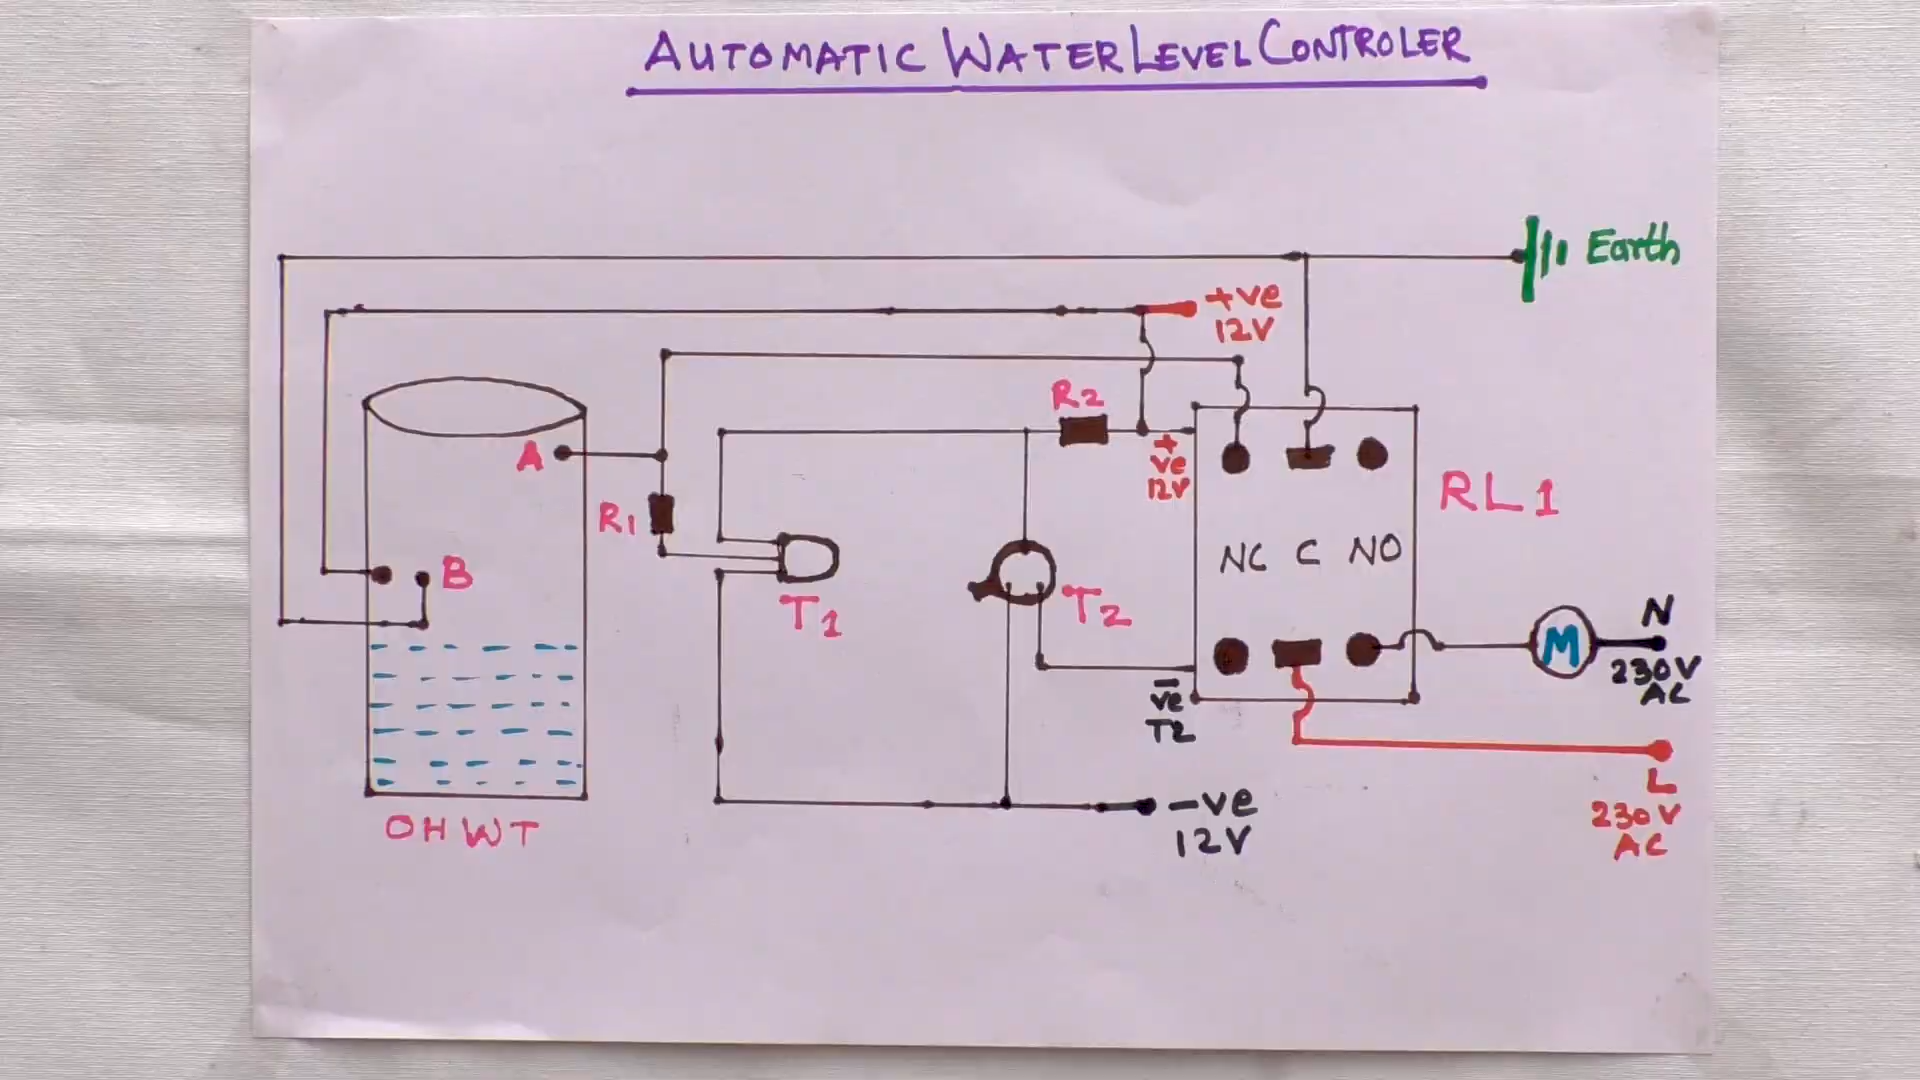 AUTOMATIC WATER LEVEL CONTROLER
Earth
+ve
12V
R2
A
+
ve
12V
RL1
R1
NC C NO
B
T1
T2
M
N
230V
AC
-
ve
T2
L
230V
AC
-ve
12V
OHWT